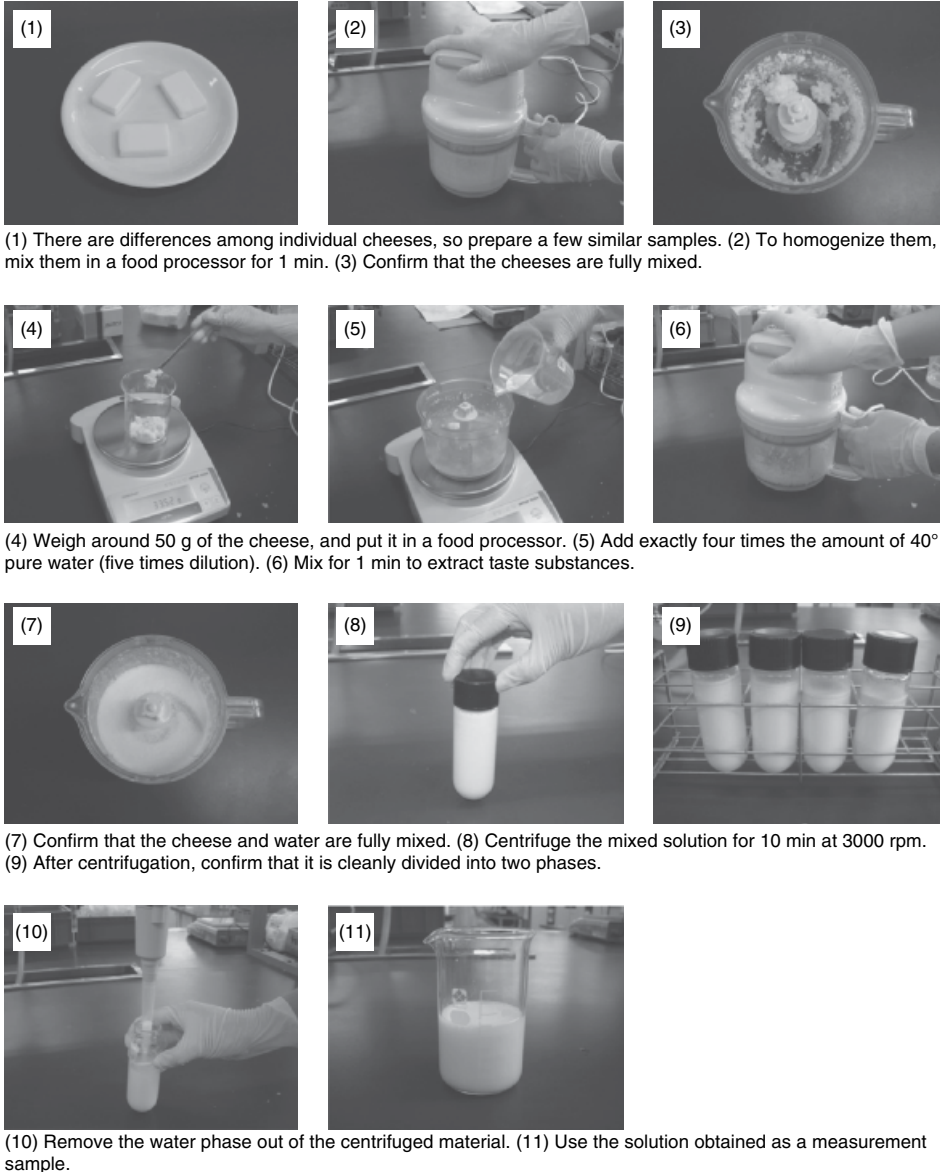 (1) (2) (3)
(1) There are differences among individual cheeses, so prepare a few similar samples. (2) To homogenize them,
mix them in a food processor for 1 min. (3) Confirm that the cheeses are fully mixed.
(4) (5) (6)
(4) Weigh around 50 g of the cheese, and put it in a food processor. (5) Add exactly four times the amount of 40°
pure water (five times dilution). (6) Mix for 1 min to extract taste substances.
(7) (8) (9)
(7) Confirm that the cheese and water are fully mixed. (8) Centrifuge the mixed solution for 10 min at 3000 rpm.
(9) After centrifugation, confirm that it is cleanly divided into two phases.
(10) (11)
(10) Remove the water phase out of the centrifuged material. (11) Use the solution obtained as a measurement
sample.